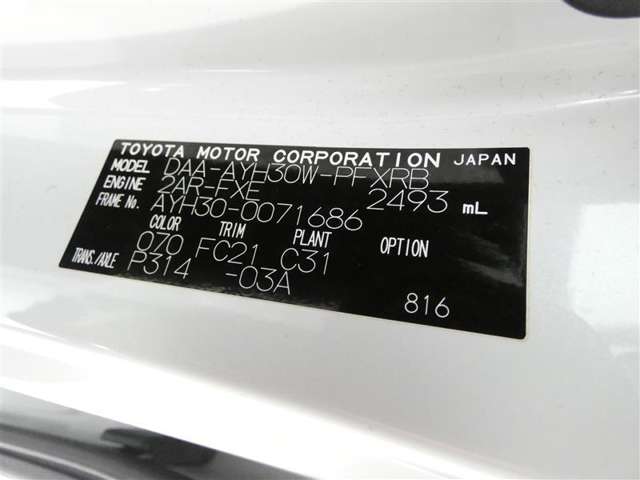 TOYOTA MOTOR CORPORATION JAPAN
MODEL DAA-AYH30W-PFXRB
ENGINE 2AR-FXE 2493 mL
FRAME No. AYH30-0071686
COLOR TRIM PLANT OPTION
070 FC21 C31
TRANS./AXLE P314 -03A
816